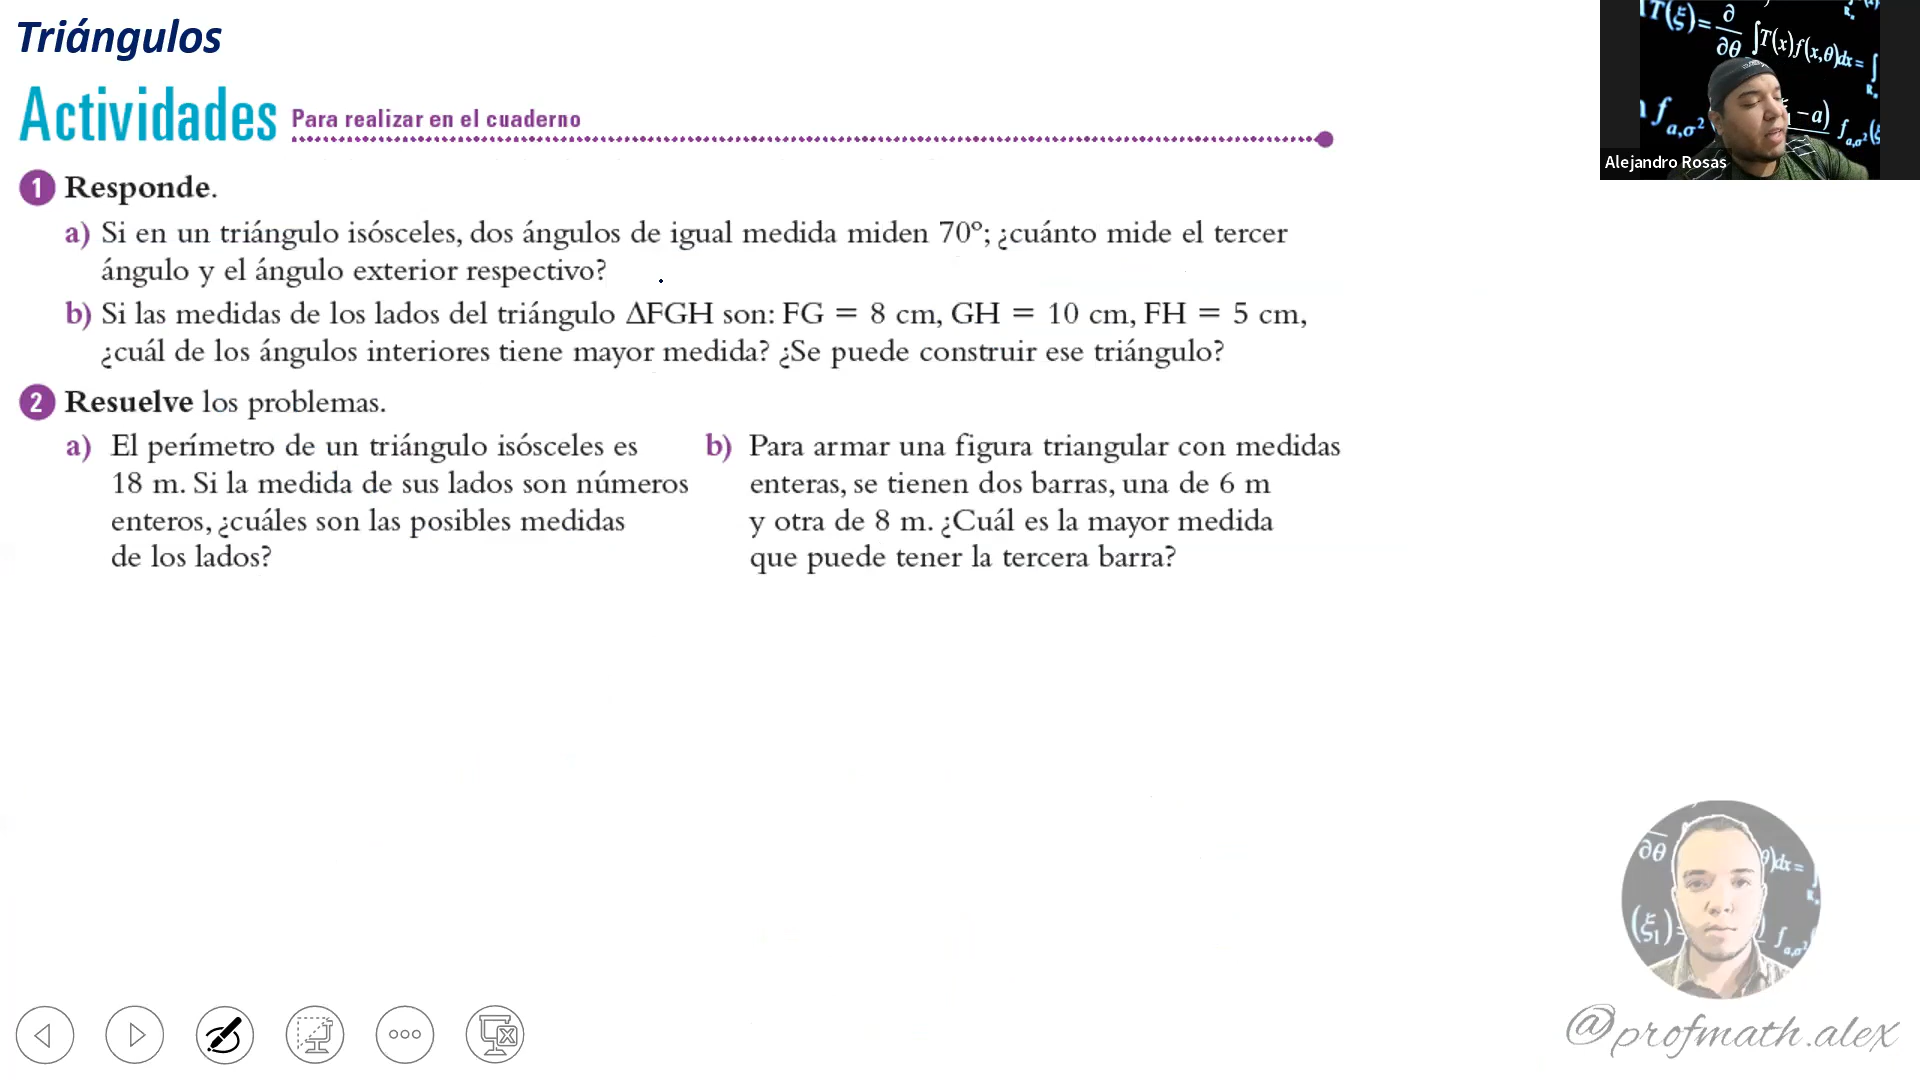 Triángulos
Actividades Para realizar en el cuaderno
1 Responde.
a) Si en un triángulo isósceles, dos ángulos de igual medida miden 70º; ¿cuánto mide el tercer
ángulo y el ángulo exterior respectivo?
b) Si las medidas de los lados del triángulo ΔFGH son: FG = 8 cm, GH = 10 cm, FH = 5 cm,
¿cuál de los ángulos interiores tiene mayor medida? ¿Se puede construir ese triángulo?
2 Resuelve los problemas.
a) El perímetro de un triángulo isósceles es
18 m. Si la medida de sus lados son números
enteros, ¿cuáles son las posibles medidas
de los lados?
b) Para armar una figura triangular con medidas
enteras, se tienen dos barras, una de 6 m
y otra de 8 m. ¿Cuál es la mayor medida
que puede tener la tercera barra?
T(ξ) = ∂/∂θ ∫T(x)f(x,θ)dx = ∫
Alejandro Rosas
@profmath.alex